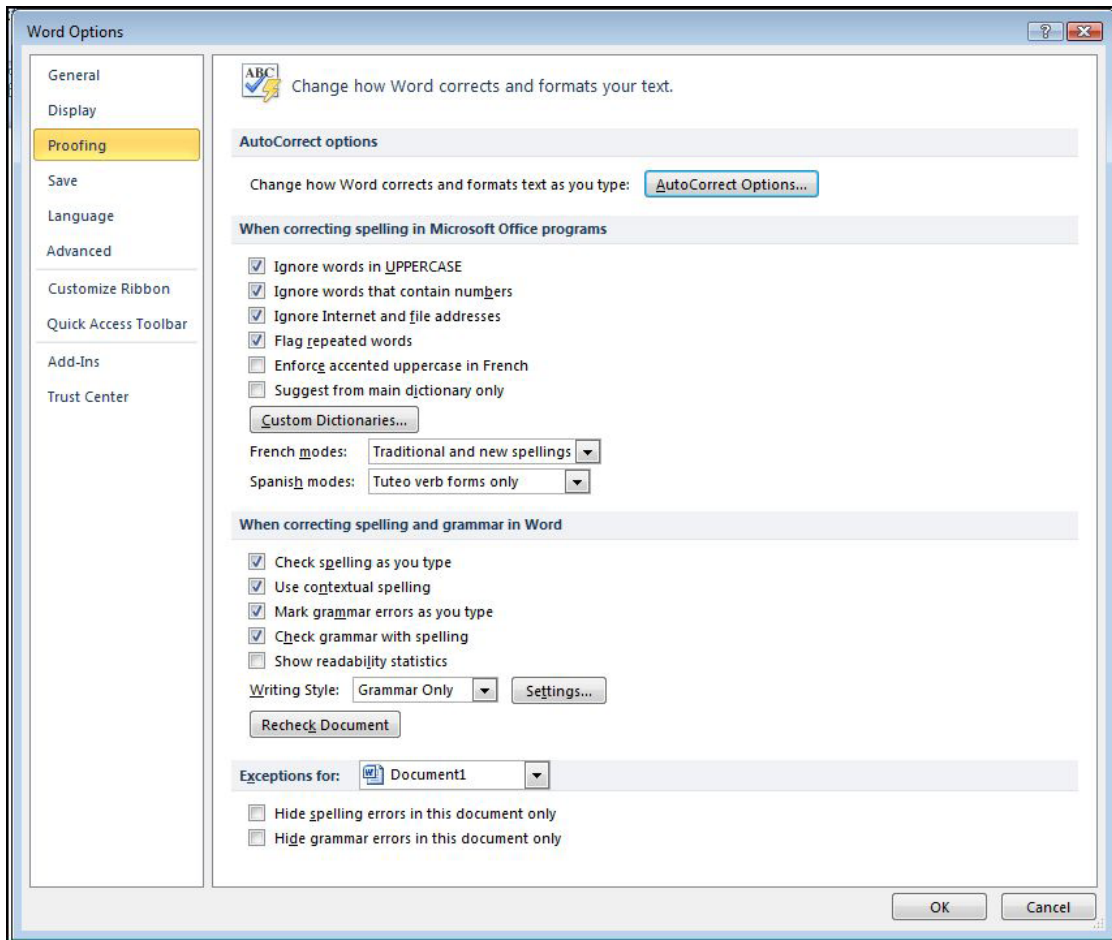 Word Options
General
Display
Proofing
Save
Language
Advanced
Customize Ribbon
Quick Access Toolbar
Add-Ins
Trust Center
ABC
Change how Word corrects and formats your text.
AutoCorrect options
Change how Word corrects and formats text as you type: AutoCorrect Options...
When correcting spelling in Microsoft Office programs
Ignore words in UPPERCASE
Ignore words that contain numbers
Ignore Internet and file addresses
Flag repeated words
Enforce accented uppercase in French
Suggest from main dictionary only
Custom Dictionaries...
French modes: Traditional and new spellings
Spanish modes: Tuteo verb forms only
When correcting spelling and grammar in Word
Check spelling as you type
Use contextual spelling
Mark grammar errors as you type
Check grammar with spelling
Show readability statistics
Writing Style: Grammar Only Settings...
Recheck Document
Exceptions for: Document1
Hide spelling errors in this document only
Hide grammar errors in this document only
OK Cancel